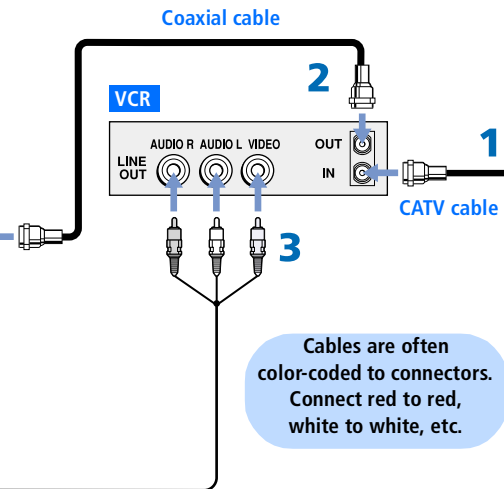 Coaxial cable
2
VCR
1
AUDIO R AUDIO L VIDEO
OUT
LINE
OUT
IN
CATV cable
3
Cables are often
color-coded to connectors.
Connect red to red,
white to white, etc.